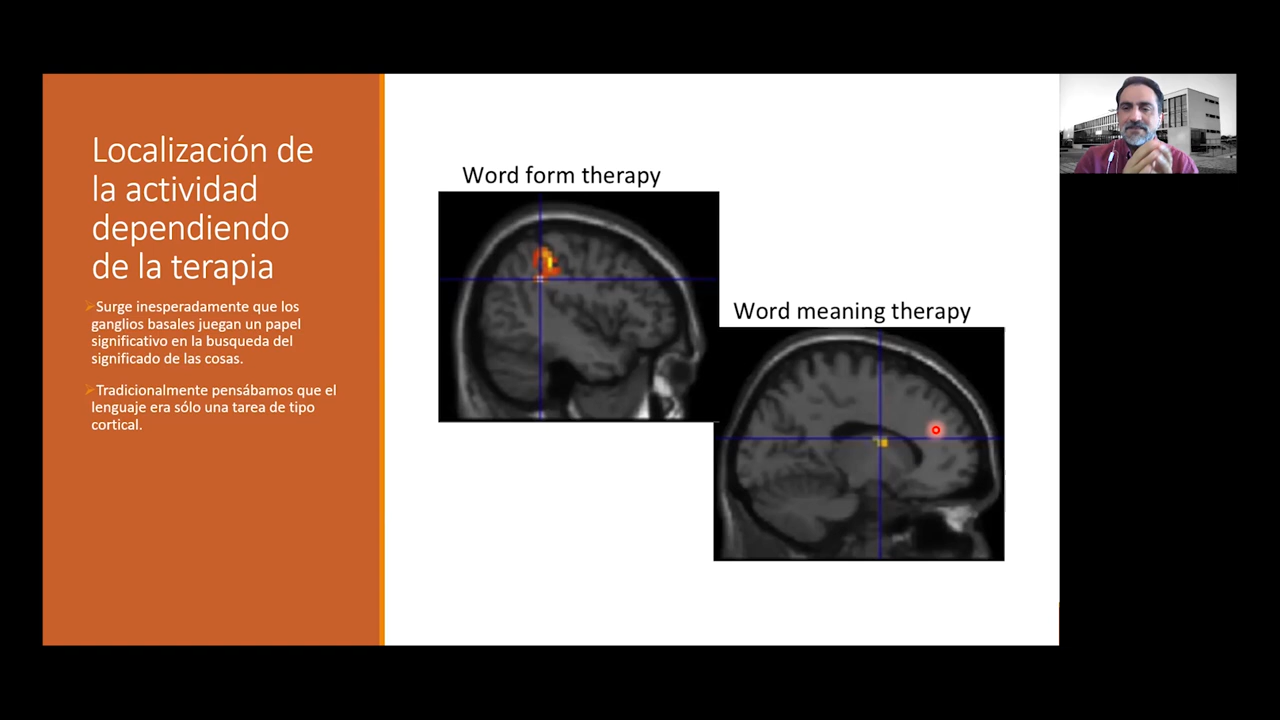 Localización de
la actividad
dependiendo
de la terapia
Surge inesperadamente que los
ganglios basales juegan un papel
significativo en la busqueda del
significado de las cosas.
Tradicionalmente pensábamos que el
lenguaje era sólo una tarea de tipo
cortical.
Word form therapy
Word meaning therapy